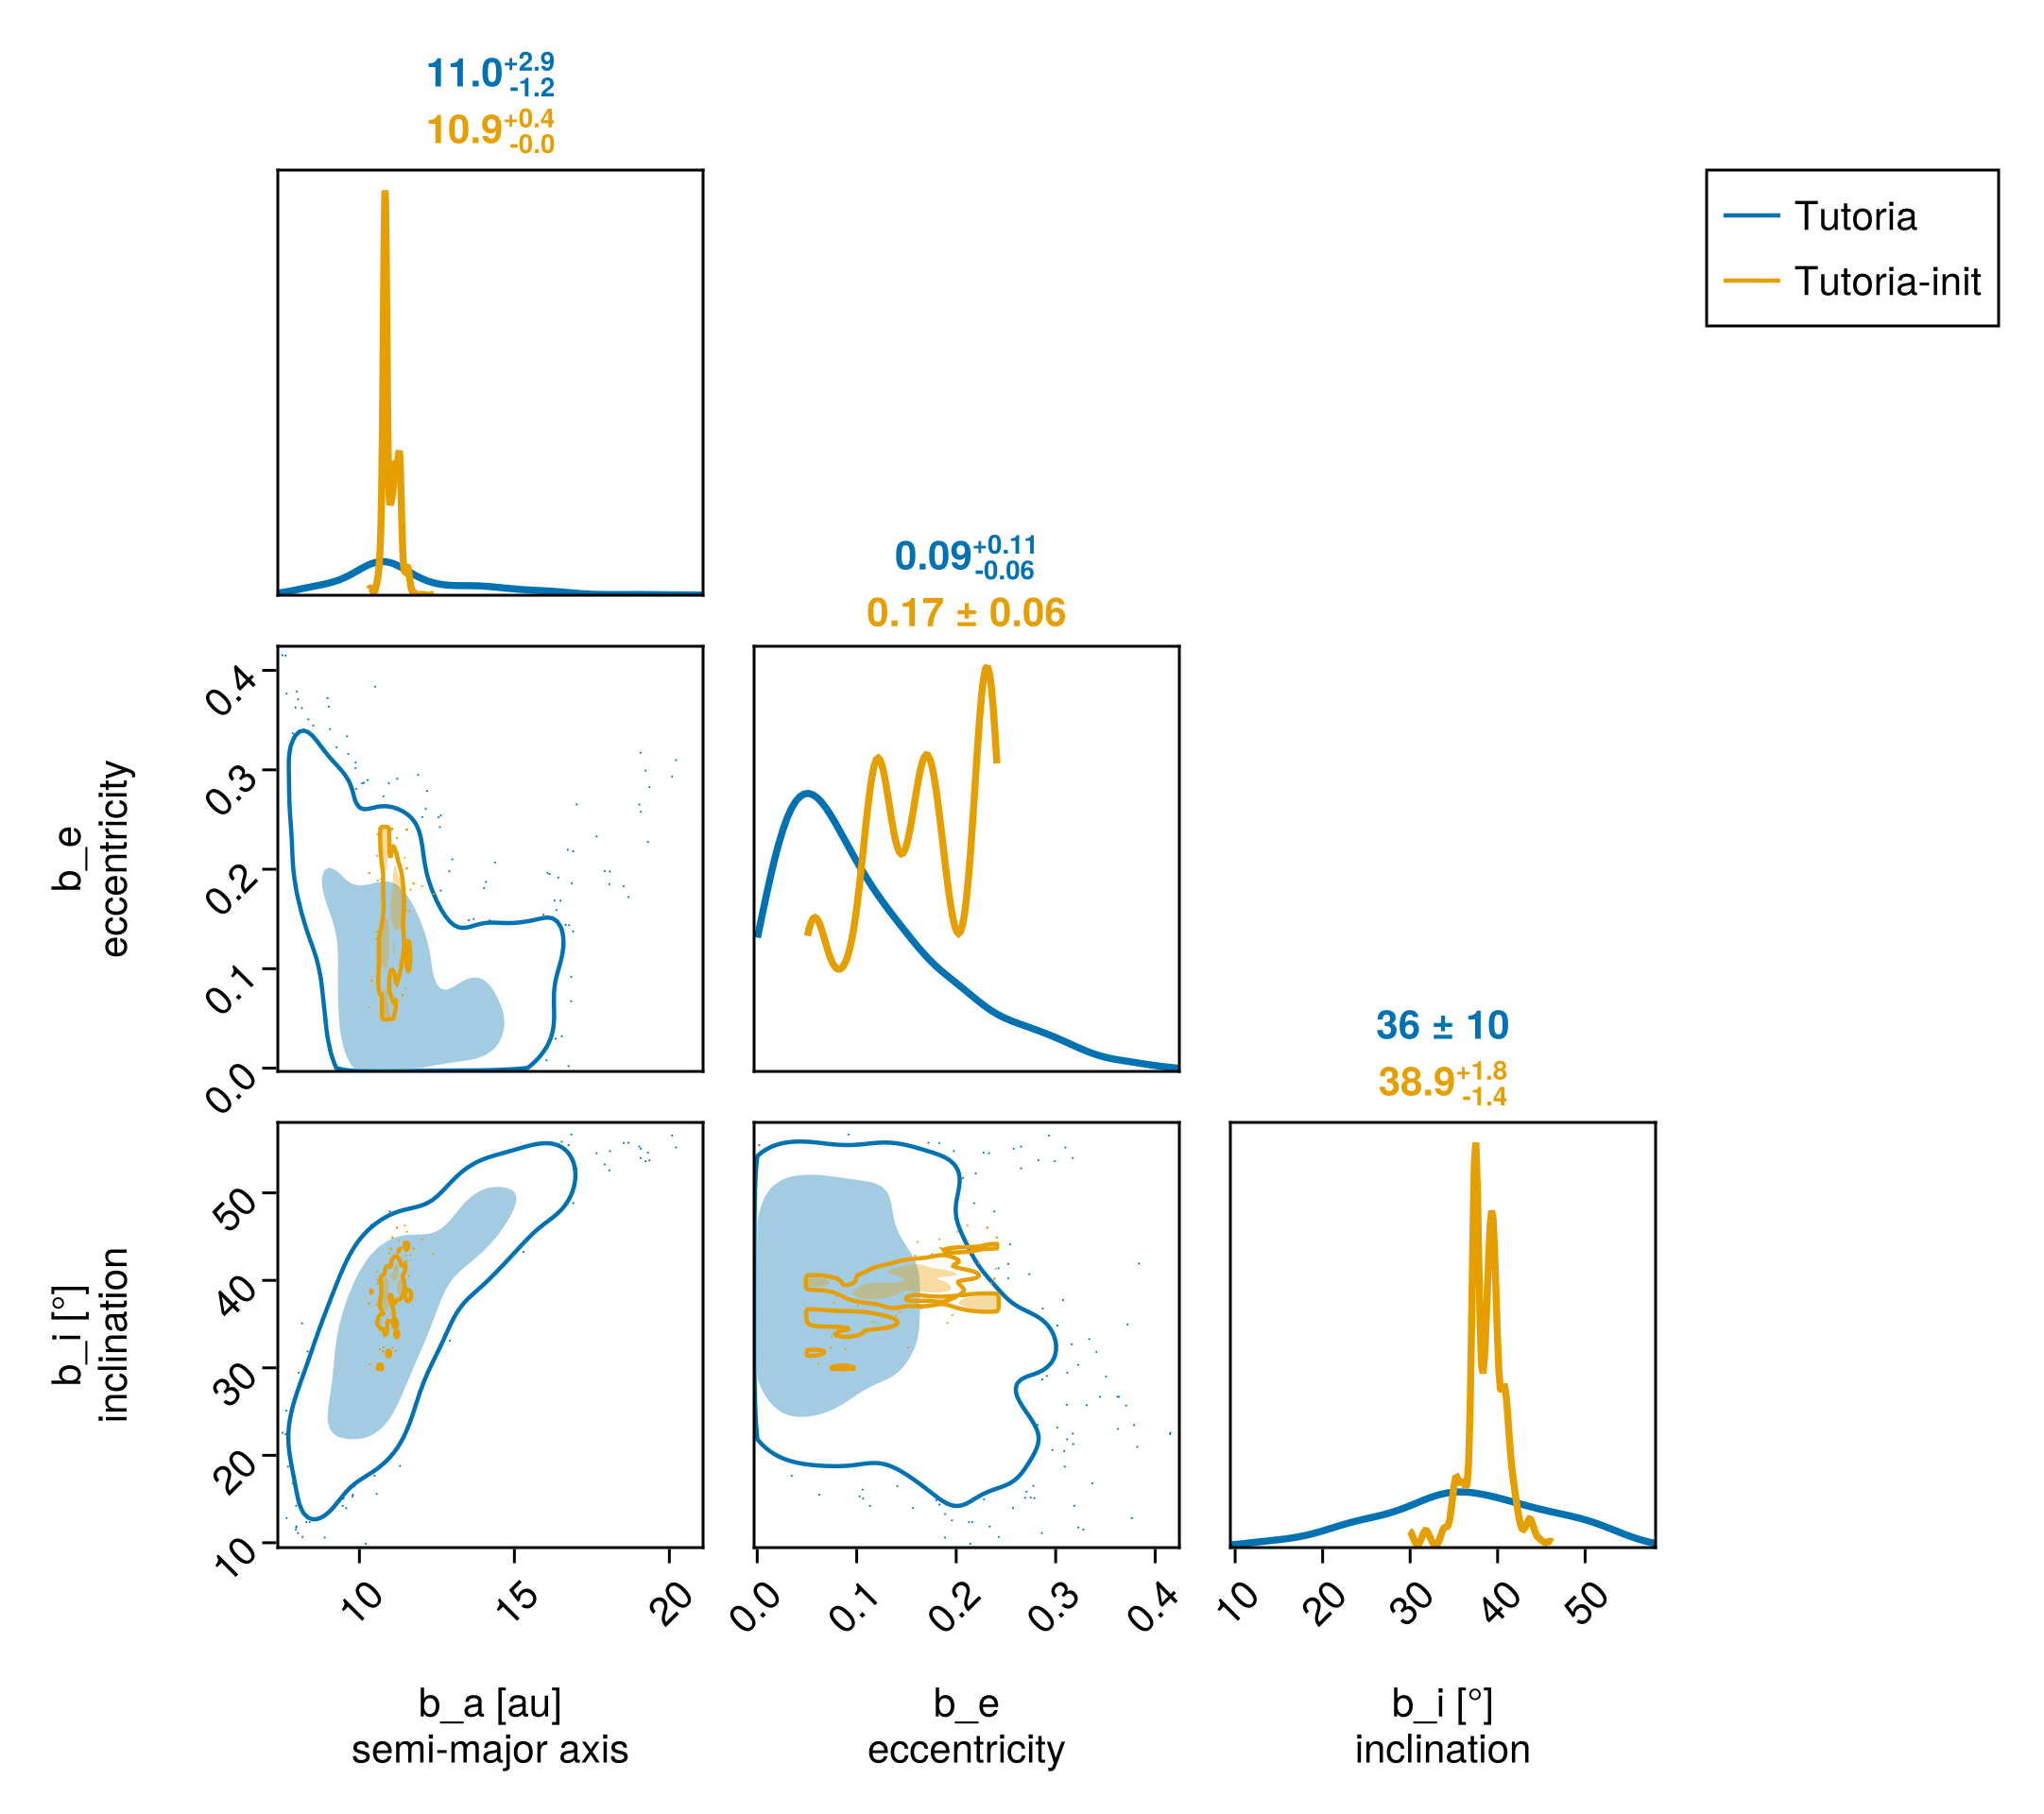 11.0+2.9-1.2
10.9+0.4-0.0
Tutoria
Tutoria-init
0.09+0.11-0.06
0.17 ± 0.06
b_e
eccentricity
0.4
0.3
0.2
0.1
0.0
36 ± 10
38.9+1.8-1.4
b_i [°]
inclination
50
40
30
20
10
10
15
20
0.0
0.1
0.2
0.3
0.4
10
20
30
40
50
b_a [au]
semi-major axis
b_e
eccentricity
b_i [°]
inclination